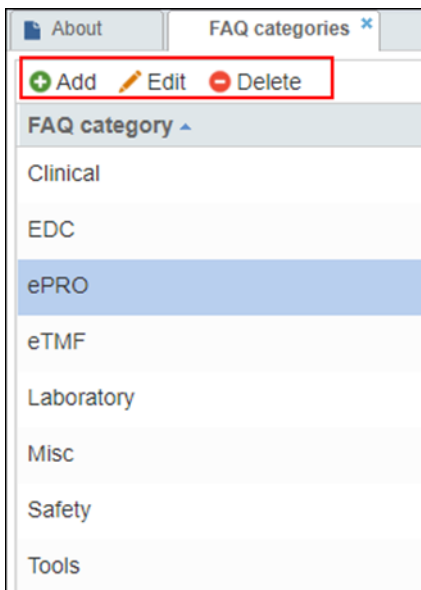 About FAQ categories
Add Edit Delete
FAQ category
Clinical
EDC
ePRO
eTMF
Laboratory
Misc
Safety
Tools